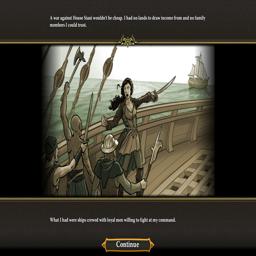 A war against House Siani wouldn't be cheap. I had no lands to draw income from and no family
members I could trust.
What I had were ships crewed with loyal men willing to fight at my command.
Continue